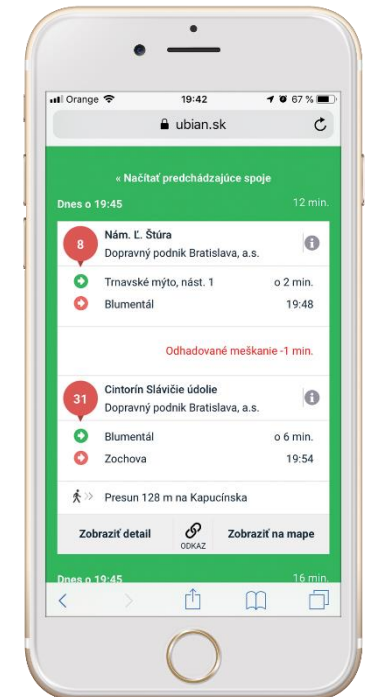 Orange 19:42 67 %
ubian.sk
« Načítať predchádzajúce spoje
Dnes o 19:45 12 min.
8 Nám. Ľ. Štúra
Dopravný podnik Bratislava, a.s.
Trnavské mýto, nást. 1 o 2 min.
Blumentál 19:48
Odhadované meškanie -1 min.
31 Cintorín Slávičie údolie
Dopravný podnik Bratislava, a.s.
Blumentál o 6 min.
Zochova 19:54
Presun 128 m na Kapucínska
Zobraziť detail ODKAZ Zobraziť na mape
Dnes o 19:45 16 min.